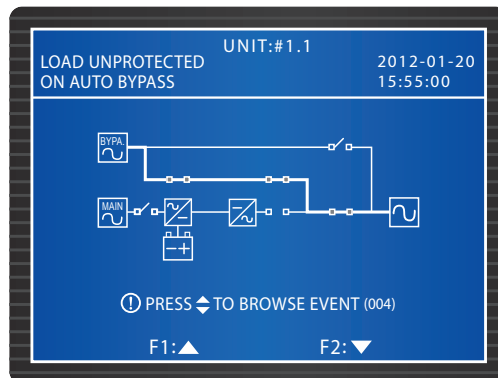 UNIT:#1.1
LOAD UNPROTECTED
ON AUTO BYPASS
2012-01-20
15:55:00
BYPA.
MAIN
PRESS TO BROWSE EVENT (004)
F1:
F2: